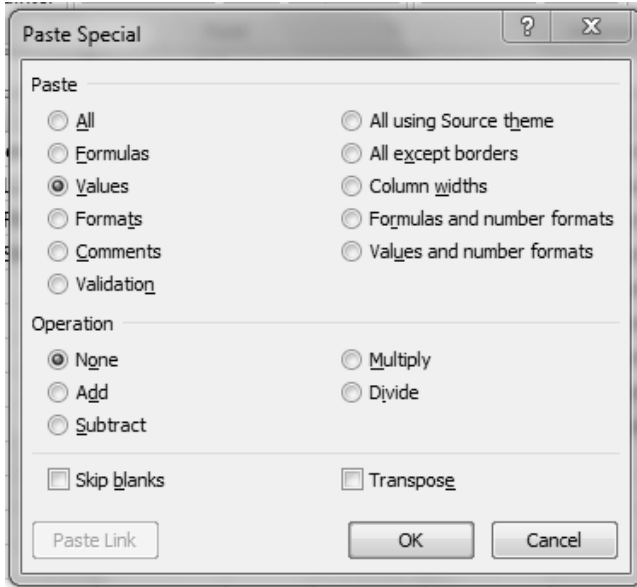 Paste Special
Paste
All
All using Source theme
Formulas
All except borders
Values
Column widths
Formats
Formulas and number formats
Comments
Values and number formats
Validation
Operation
None
Multiply
Add
Divide
Subtract
Skip blanks
Transpose
Paste Link
OK
Cancel